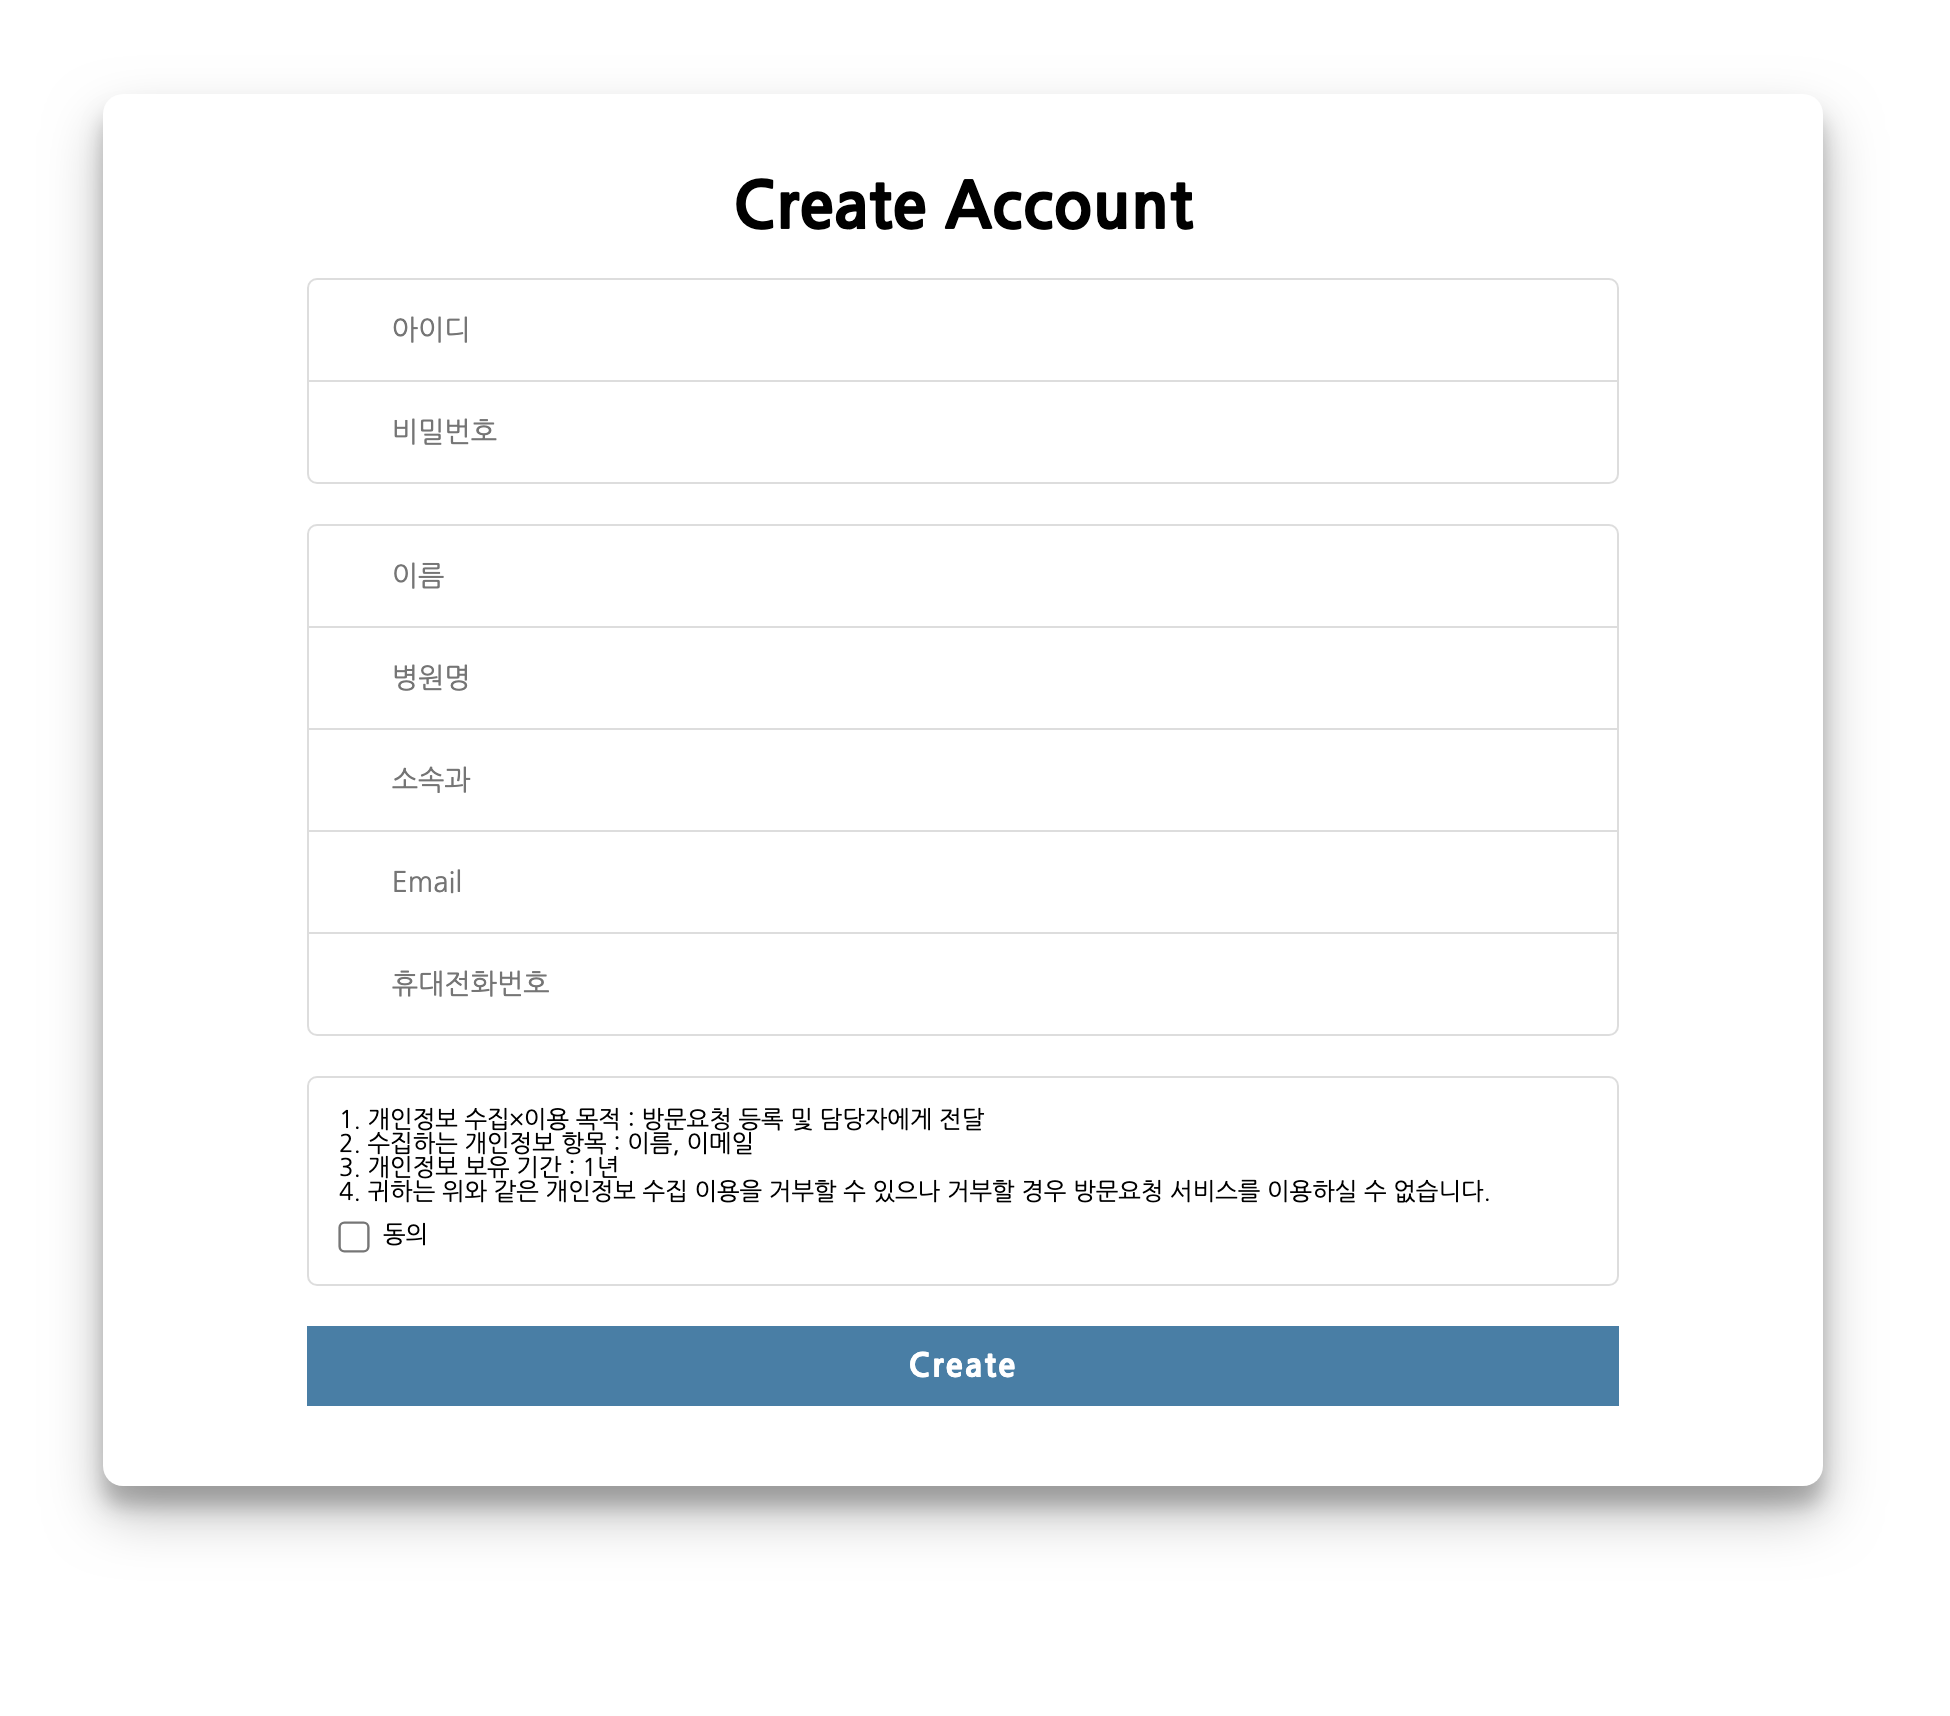 Create Account
아이디
비밀번호
이름
병원명
소속과
Email
휴대전화번호
1. 개인정보 수집×이용 목적 : 방문요청 등록 및 담당자에게 전달
2. 수집하는 개인정보 항목 : 이름, 이메일
3. 개인정보 보유 기간 : 1년
4. 귀하는 위와 같은 개인정보 수집 이용을 거부할 수 있으나 거부할 경우 방문요청 서비스를 이용하실 수 없습니다.
동의
Create